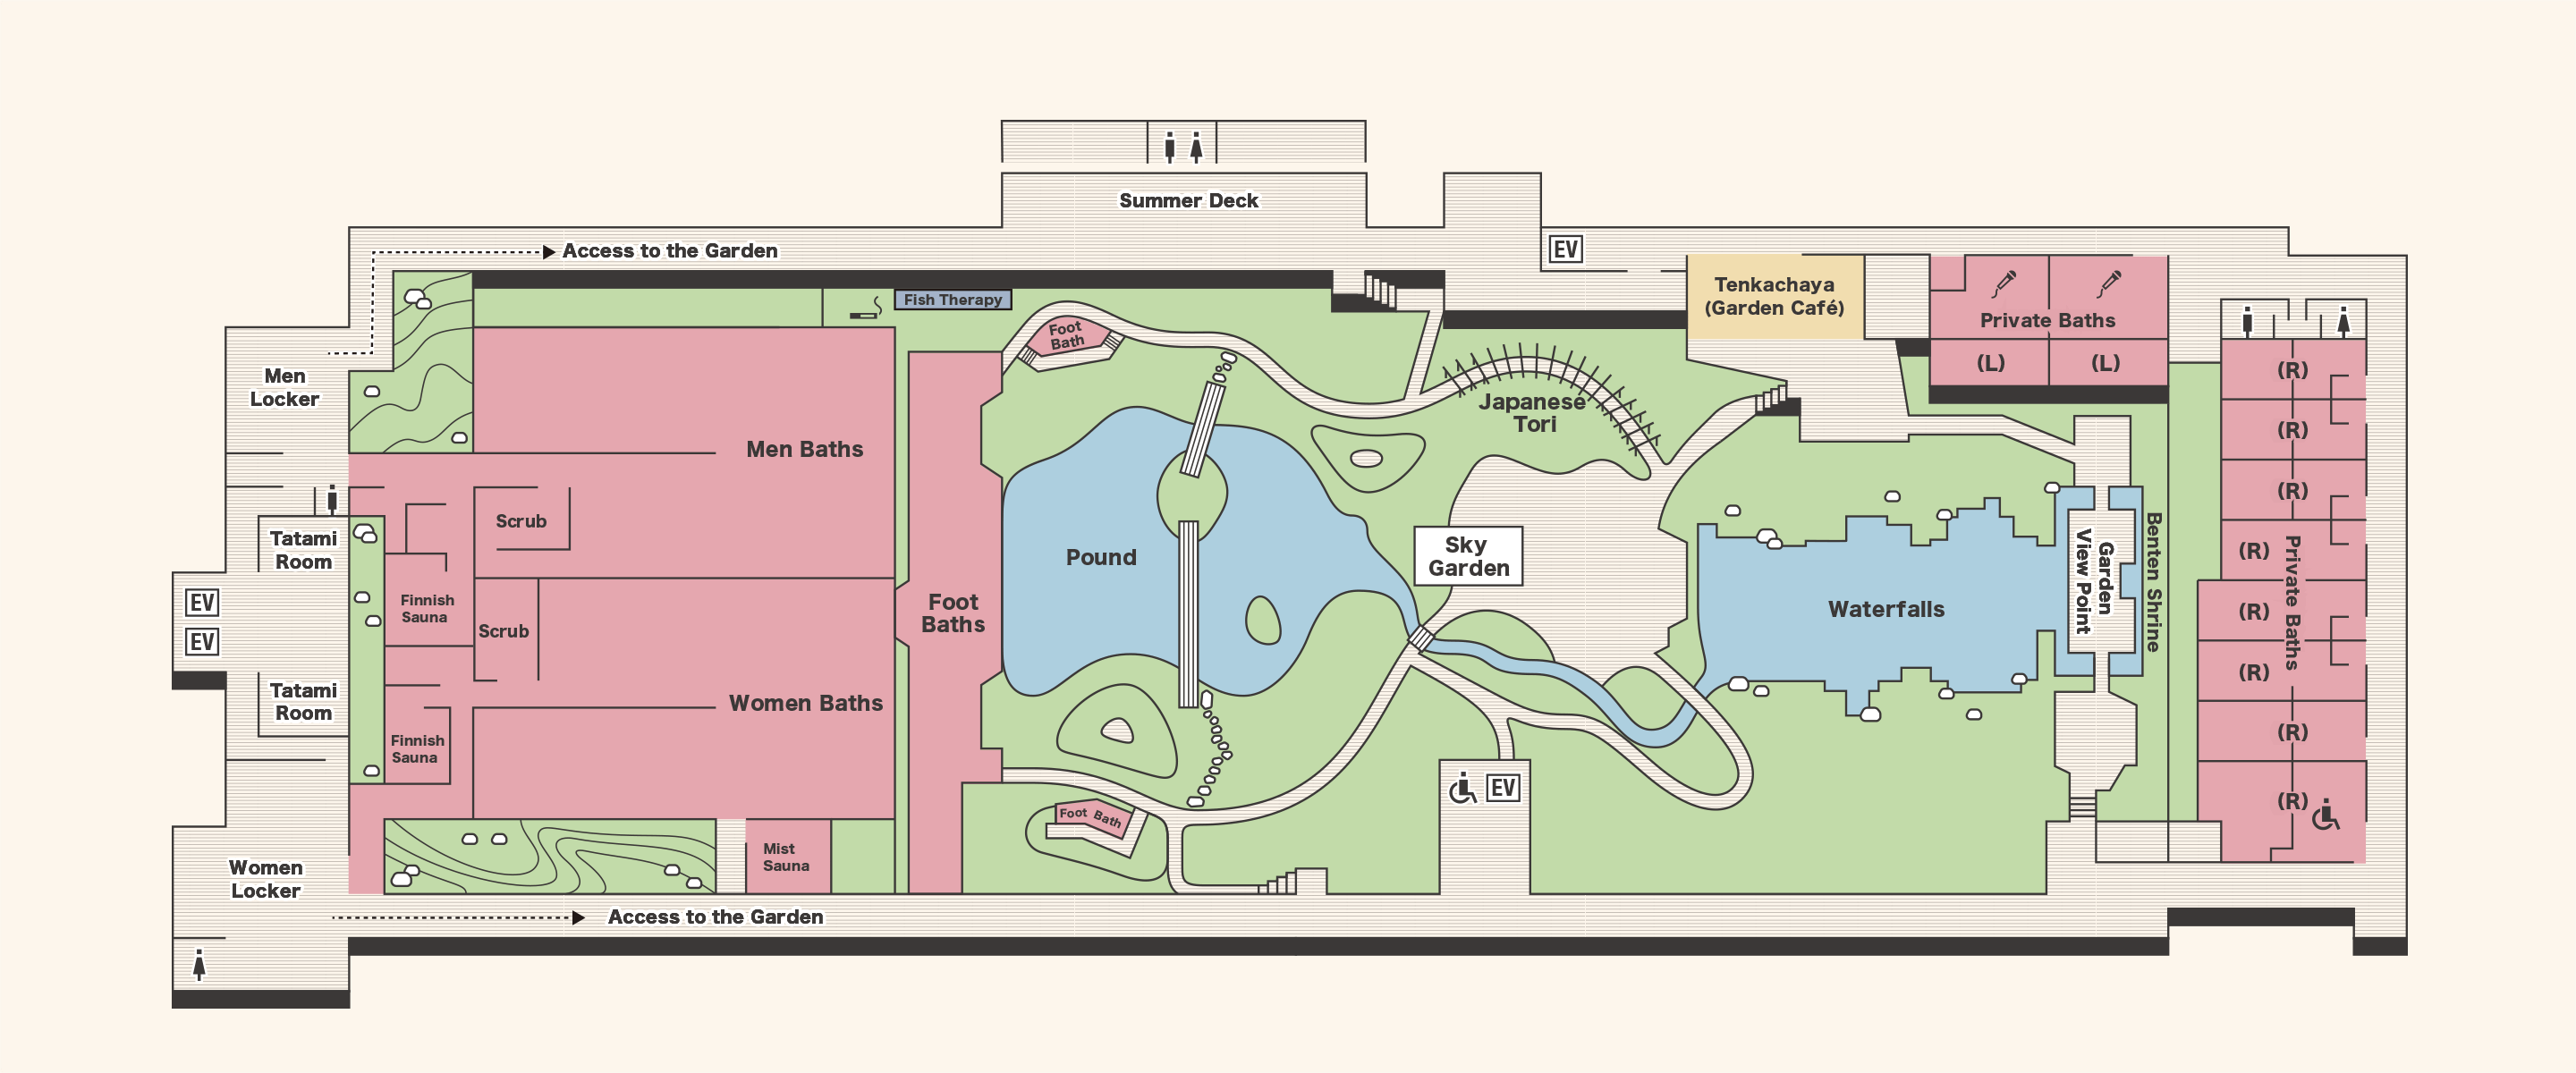 Summer Deck
Access to the Garden
EV
Fish Therapy
Tenkachaya
(Garden Café)
Private Baths
(L)
(L)
Foot
Bath
Men
Locker
Men Baths
Japanese
Tori
(R)
(R)
(R)
(R)
(R)
(R)
(R)
(R)
Private Baths
Scrub
Tatami
Room
Finnish
Sauna
Scrub
EV
EV
Tatami
Room
Finnish
Sauna
Women Baths
Foot
Baths
Pound
Sky
Garden
Waterfalls
Garden
View Point
Benten Shrine
EV
Foot Bath
Mist
Sauna
Women
Locker
Access to the Garden